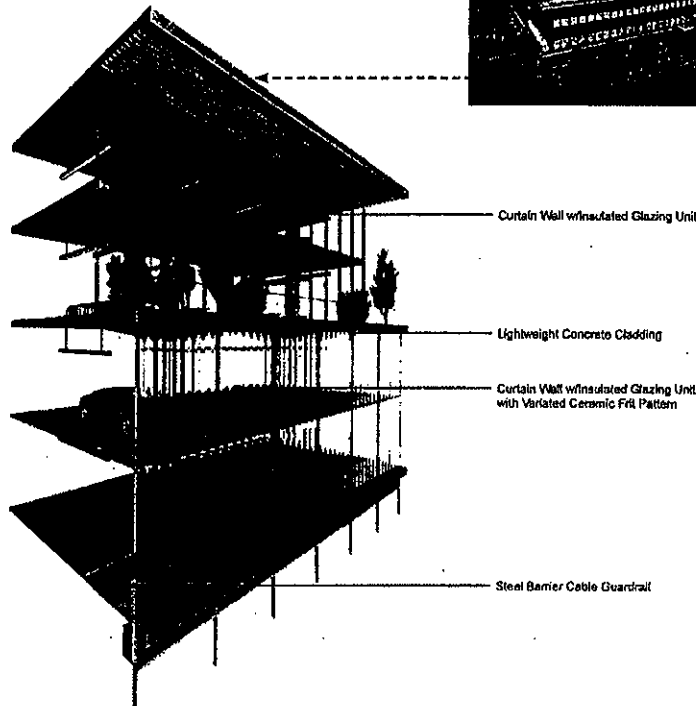 Curtain Wall w/Insulated Glazing Unit
Lightweight Concrete Cladding
Curtain Wall w/Insulated Glazing Unit
with Variated Ceramic Frit Pattern
Steel Barrier Cable Guardrail